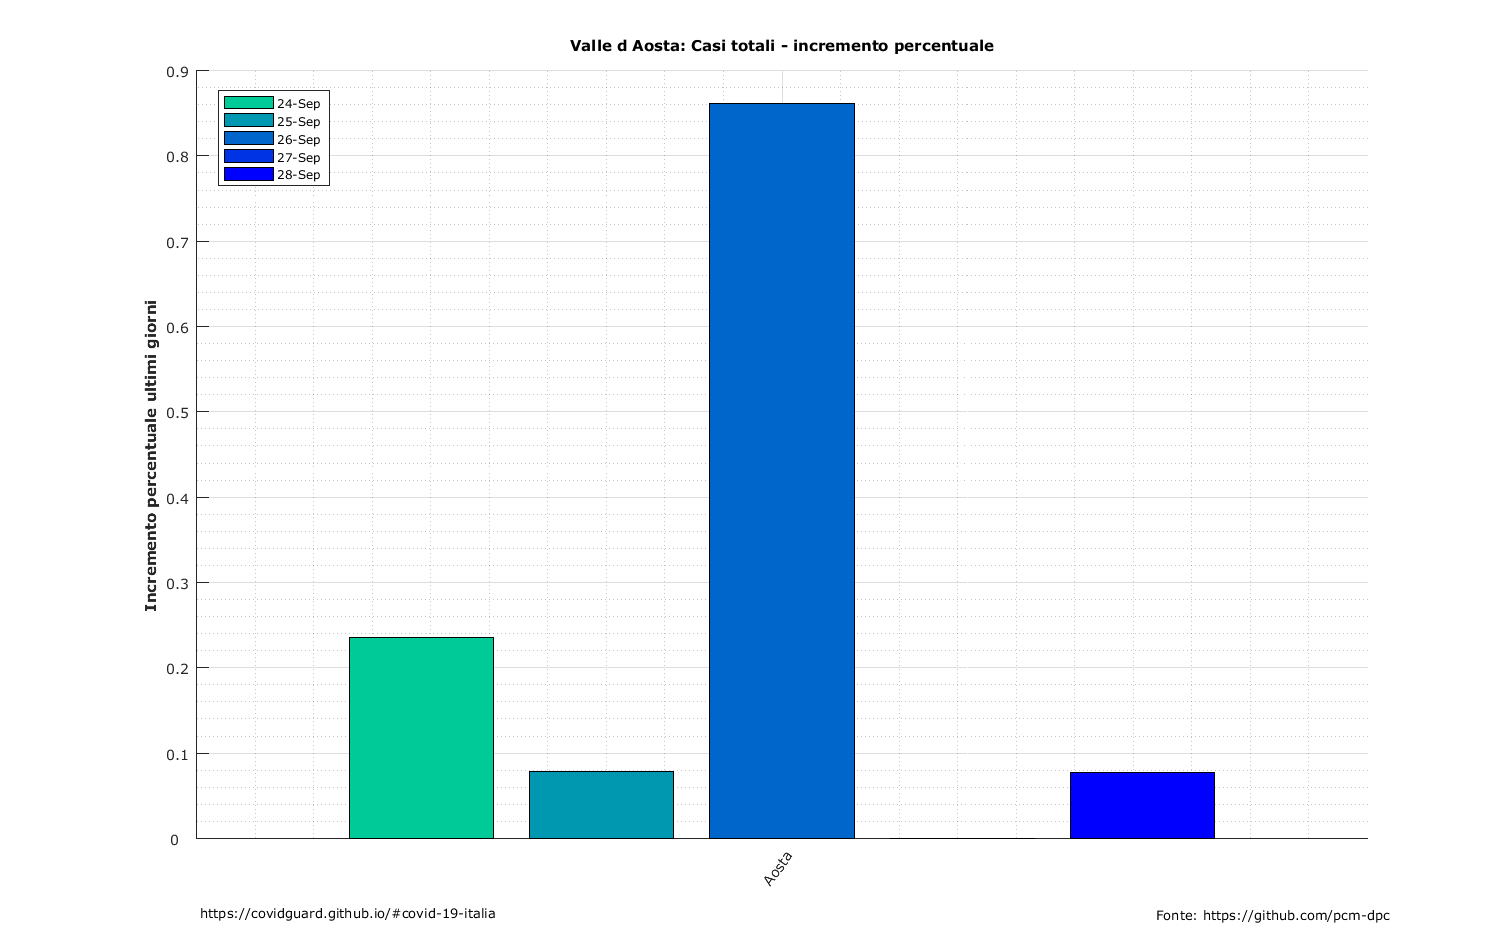 Valle d Aosta: Casi totali - incremento percentuale
0.9
0.8
0.7
0.6
0.5
0.4
0.3
0.2
0.1
0
Incremento percentuale ultimi giorni
24-Sep
25-Sep
26-Sep
27-Sep
28-Sep
Aosta
https://covidguard.github.io/#covid-19-italia
Fonte: https://github.com/pcm-dpc